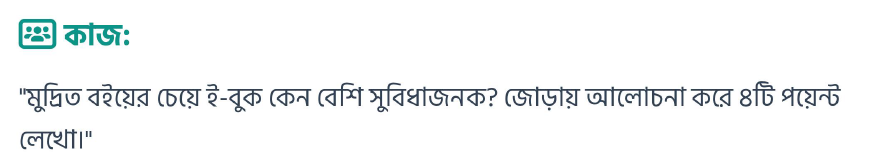 কাজ:
"মুদ্রিত বইয়ের চেয়ে ই-বুক কেন বেশি সুবিধাজনক? জোড়ায় আলোচনা করে ৪টি পয়েন্ট
লেখো।"